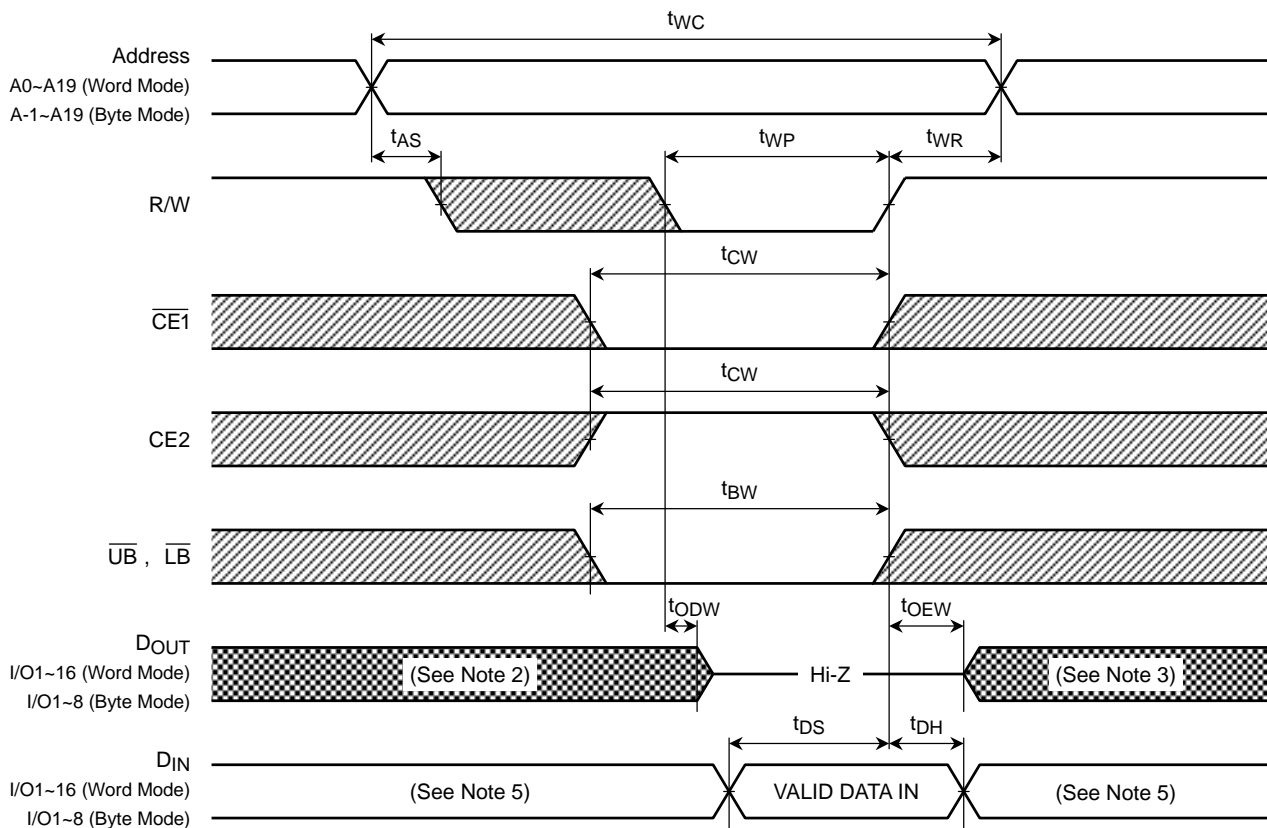 tWC
Address
A0~A19 (Word Mode)
A-1~A19 (Byte Mode)
tAS
tWP
tWR
R/W
tCW
CE1
tCW
CE2
tBW
UB , LB
tODW
tOEW
DOUT
I/O1~16 (Word Mode)
I/O1~8 (Byte Mode)
(See Note 2)
Hi-Z
(See Note 3)
tDS
tDH
DIN
I/O1~16 (Word Mode)
I/O1~8 (Byte Mode)
(See Note 5)
VALID DATA IN
(See Note 5)